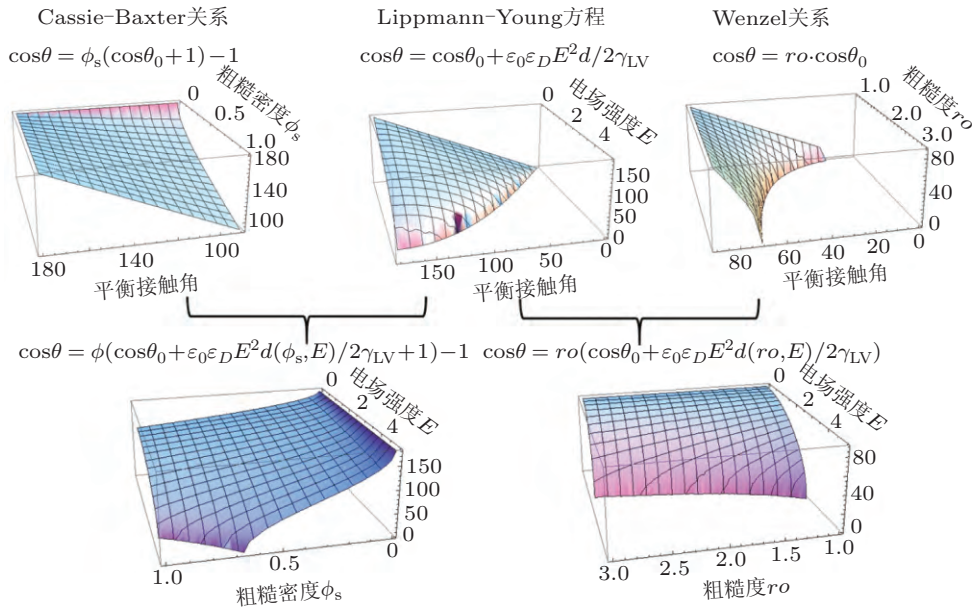 Cassie-Baxter关系
Lippmann-Young方程
Wenzel关系
cosθ = ϕs(cosθ0+1)−1
cosθ = cosθ0+ε0εDE²d/2γLV
cosθ = ro·cosθ0
0
0.5
1.0
粗糙密度ϕs
180
140
100
180
140
100
平衡接触角
0
2
4
电场强度E
150
100
50
0
150
100
50
0
平衡接触角
1.0
2.0
3.0
粗糙度ro
80
40
0
80
60
40
20
0
平衡接触角
cosθ = ϕ(cosθ0+ε0εDE²d(ϕs,E)/2γLV+1)−1
cosθ = ro(cosθ0+ε0εDE²d(ro,E)/2γLV)
0
2
4
电场强度E
150
100
50
0
1.0
0.5
0
粗糙密度ϕs
0
2
4
电场强度E
80
40
0
3.0
2.5
2.0
1.5
1.0
粗糙度ro